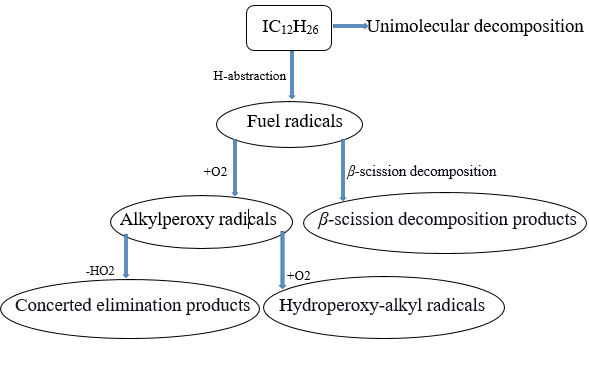 IC₁₂H₂₆
Unimolecular decomposition
H-abstraction
Fuel radicals
+O2
β-scission decomposition
Alkylperoxy radicals
β-scission decomposition products
-HO2
+O2
Concerted elimination products
Hydroperoxy-alkyl radicals